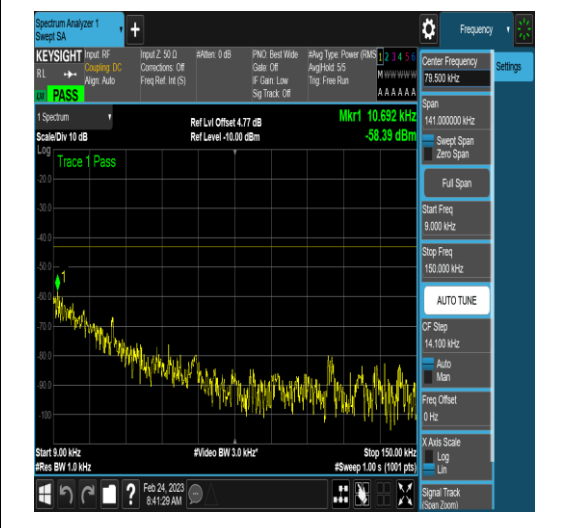 Spectrum Analyzer 1
Swept SA
+
Frequency
KEYSIGHT
RL
PASS
Input: RF
Coupling: DC
Align: Auto
Input Z: 50 Ω
Corrections: Off
Freq Ref: Int (S)
#Atten: 0 dB
PNO: Best Wide
Gate: Off
IF Gain: Low
Sig Track: Off
#Avg Type: Power (RMS
Avg|Hold: 5/5
Trig: Free Run
1 2 3 4 5 6
M W W W W W
A A A A A A
1 Spectrum
Scale/Div 10 dB
Ref Lvl Offset 4.77 dB
Ref Level -10.00 dBm
Mkr1 10.692 kHz
-58.39 dBm
Log
Trace 1 Pass
-20.0
-30.0
-40.0
-50.0
-60.0
-70.0
-80.0
-90.0
-100
1
Start 9.00 kHz
#Res BW 1.0 kHz
#Video BW 3.0 kHz*
Stop 150.00 kHz
#Sweep 1.00 s (1001 pts)
?
Feb 24, 2023
8:41:29 AM
Center Frequency
79.500 kHz
Settings
Span
141.000000 kHz
Swept Span
Zero Span
Full Span
Start Freq
9.000 kHz
Stop Freq
150.000 kHz
AUTO TUNE
CF Step
14.100 kHz
Auto
Man
Freq Offset
0 Hz
X Axis Scale
Log
Lin
Signal Track
(Span Zoom)